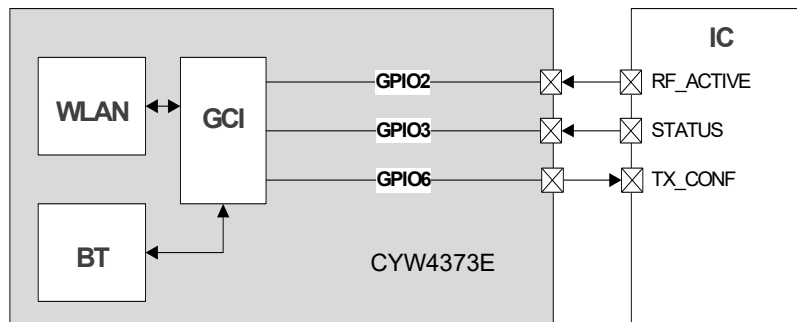 IC
GPIO2
RF_ACTIVE
WLAN
GCI
GPIO3
STATUS
GPIO6
TX_CONF
BT
CYW4373E